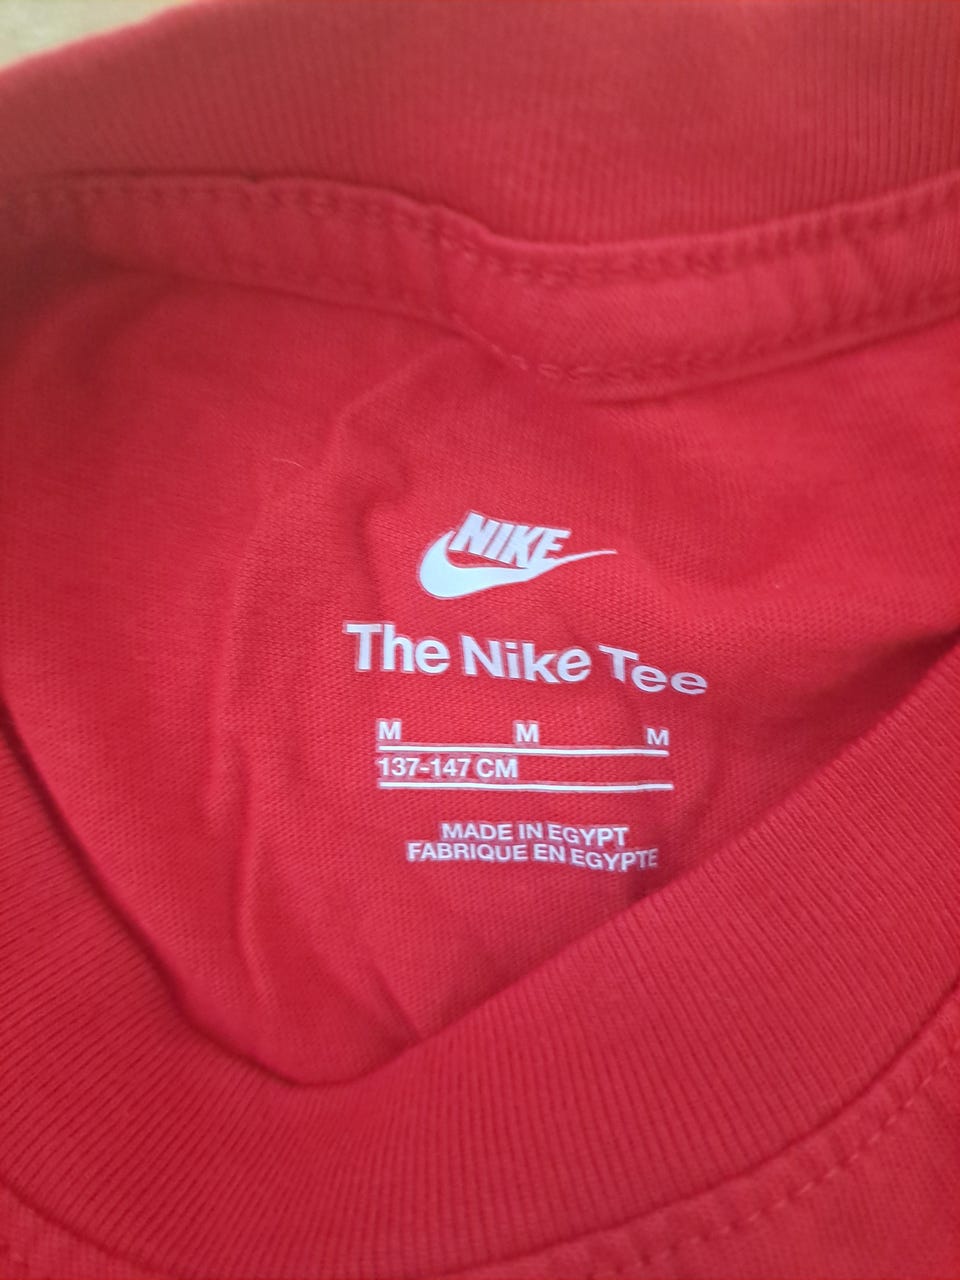 NIKE
The Nike Tee
M M M
137-147 CM
MADE IN EGYPT
FABRIQUE EN EGYPTE